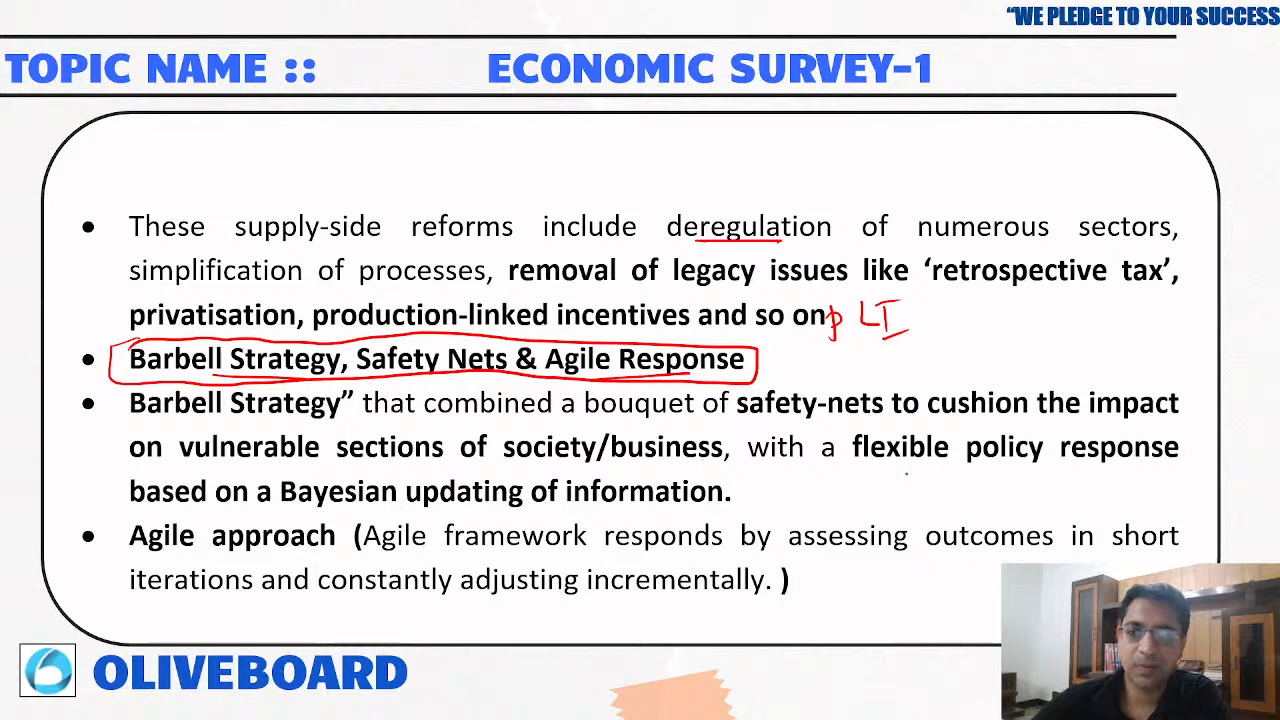 “WE PLEDGE TO YOUR SUCCESS
TOPIC NAME :: ECONOMIC SURVEY-1
• These supply-side reforms include deregulation of numerous sectors,
simplification of processes, removal of legacy issues like ‘retrospective tax’,
privatisation, production-linked incentives and so on PLI
• Barbell Strategy, Safety Nets & Agile Response
• Barbell Strategy” that combined a bouquet of safety-nets to cushion the impact
on vulnerable sections of society/business, with a flexible policy response
based on a Bayesian updating of information.
• Agile approach (Agile framework responds by assessing outcomes in short
iterations and constantly adjusting incrementally. )
OLIVEBOARD